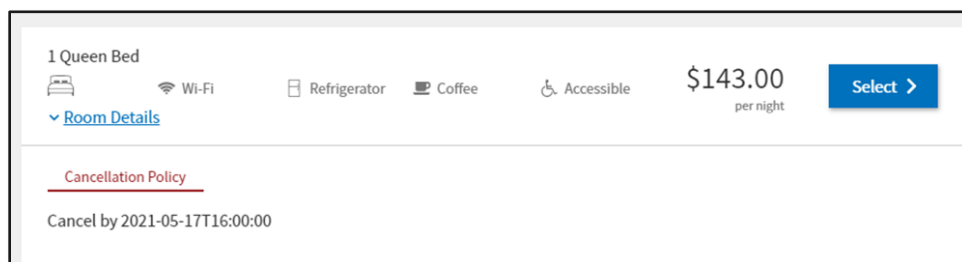 1 Queen Bed
Wi-Fi Refrigerator Coffee Accessible $143.00 per night Select
Room Details
Cancellation Policy
Cancel by 2021-05-17T16:00:00